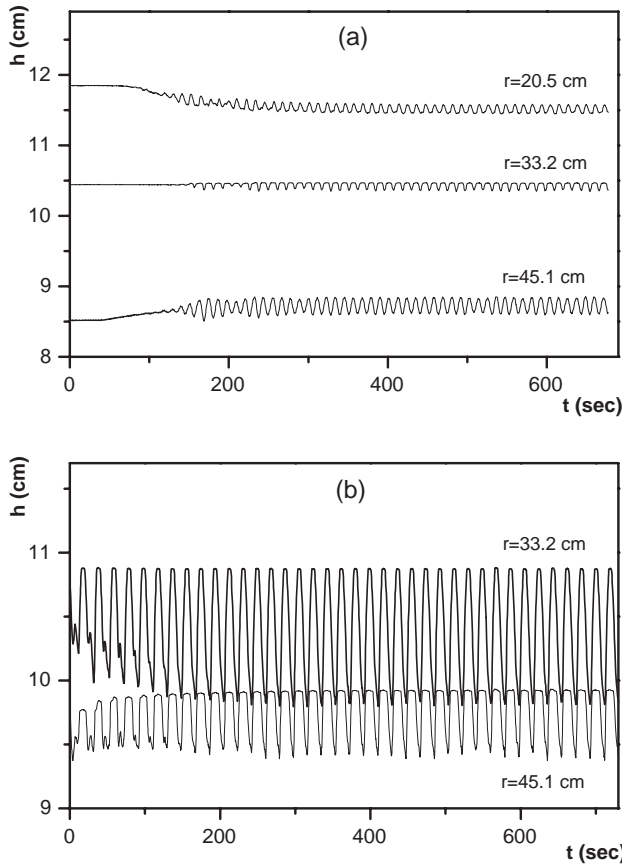 h (cm)
(a)
12
r=20.5 cm
11
r=33.2 cm
10
9
r=45.1 cm
8
0
200
400
600
t (sec)
h (cm)
(b)
r=33.2 cm
11
10
r=45.1 cm
9
0
200
400
600
t (sec)